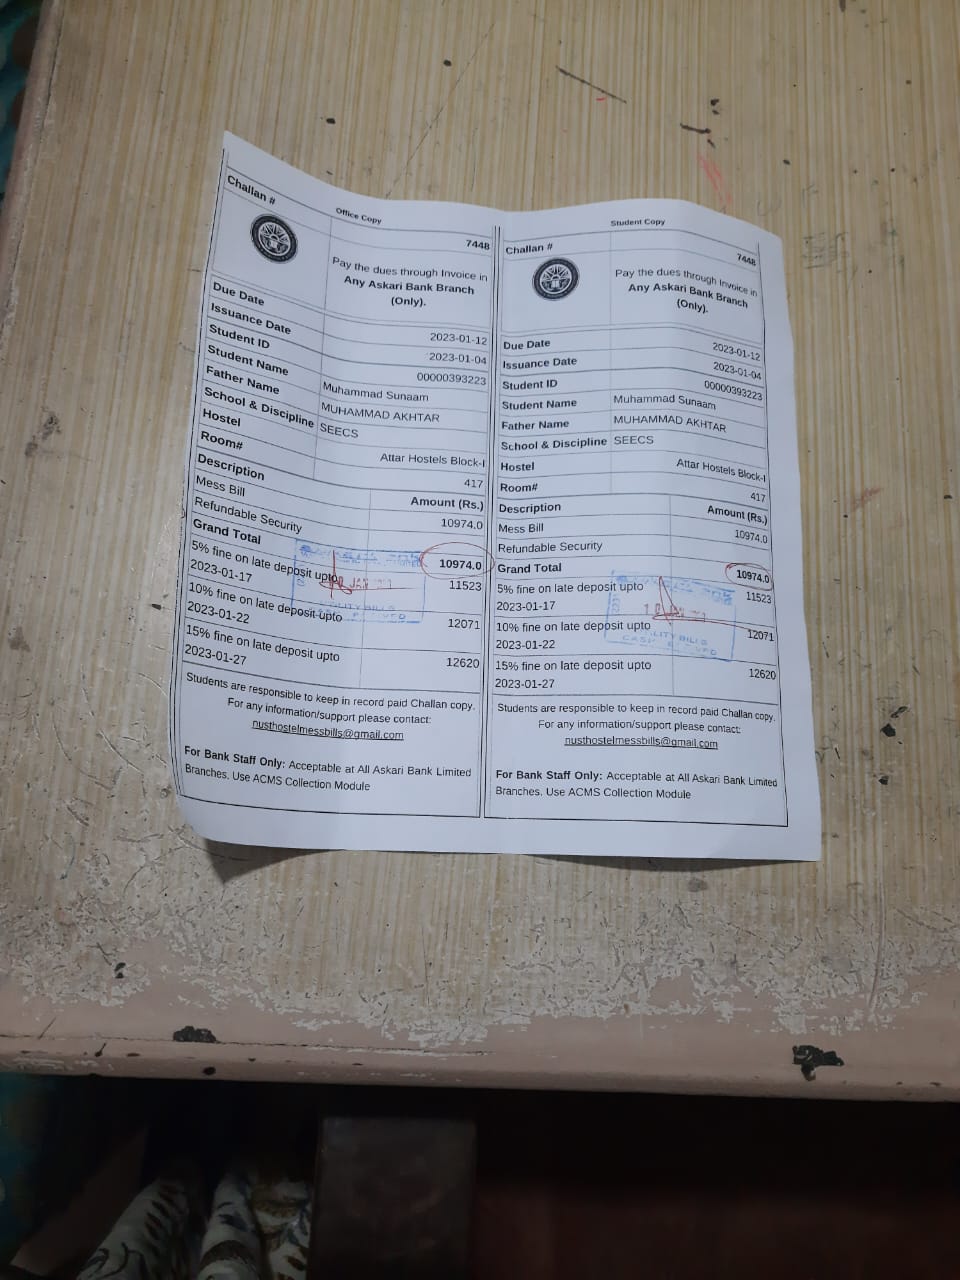 Office Copy
Challan #
7448
Pay the dues through Invoice in
Any Askari Bank Branch
(Only).
Due Date
2023-01-12
Issuance Date
2023-01-04
Student ID
00000393223
Student Name
Muhammad Sunaam
Father Name
MUHAMMAD AKHTAR
School & Discipline
SEECS
Hostel
Attar Hostels Block-I
Room#
417
Description
Amount (Rs.)
Mess Bill
10974.0
Refundable Security
Grand Total
10974.0
5% fine on late deposit upto
2023-01-17
11523
10% fine on late deposit upto
2023-01-22
12071
15% fine on late deposit upto
2023-01-27
12620
Students are responsible to keep in record paid Challan copy.
For any information/support please contact:
nusthostelmessbills@gmail.com
For Bank Staff Only: Acceptable at All Askari Bank Limited
Branches. Use ACMS Collection Module
Student Copy
Challan #
7448
Pay the dues through Invoice in
Any Askari Bank Branch
(Only).
Due Date
2023-01-12
Issuance Date
2023-01-04
Student ID
00000393223
Student Name
Muhammad Sunaam
Father Name
MUHAMMAD AKHTAR
School & Discipline
SEECS
Hostel
Attar Hostels Block-I
Room#
417
Description
Amount (Rs.)
Mess Bill
10974.0
Refundable Security
Grand Total
10974.0
5% fine on late deposit upto
2023-01-17
11523
10% fine on late deposit upto
2023-01-22
12071
15% fine on late deposit upto
2023-01-27
12620
UTILITY BILLS
Students are responsible to keep in record paid Challan copy.
For any information/support please contact:
nusthostelmessbills@gmail.com
For Bank Staff Only: Acceptable at All Askari Bank Limited
Branches. Use ACMS Collection Module